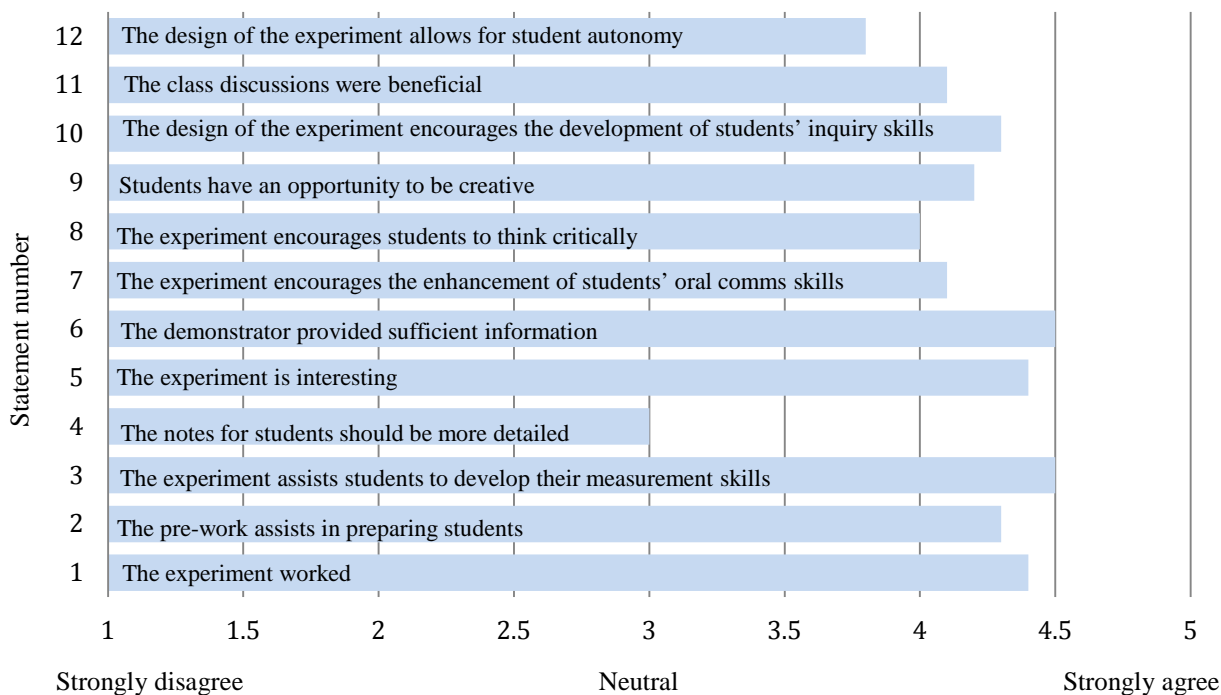 12 The design of the experiment allows for student autonomy
11 The class discussions were beneficial
10 The design of the experiment encourages the development of students’ inquiry skills
9 Students have an opportunity to be creative
8 The experiment encourages students to think critically
7 The experiment encourages the enhancement of students’ oral comms skills
6 The demonstrator provided sufficient information
5 The experiment is interesting
4 The notes for students should be more detailed
3 The experiment assists students to develop their measurement skills
2 The pre-work assists in preparing students
1 The experiment worked
Statement number
1 1.5 2 2.5 3 3.5 4 4.5 5
Strongly disagree Neutral Strongly agree